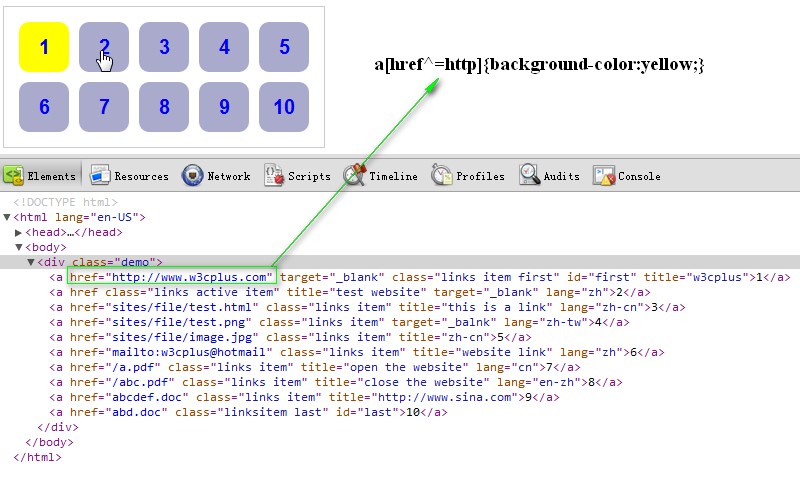 1 2 3 4 5
6 7 8 9 10
a[href^=http]{background-color:yellow;}
Elements Resources Network Scripts Timeline Profiles Audits Console
<!DOCTYPE html>
<html lang="en-US">
<head>…</head>
<body>
<div class="demo">
<a href="http://www.w3cplus.com" target="_blank" class="links item first" id="first" title="w3cplus">1</a>
<a href class="links active item" title="test website" target="_blank" lang="zh">2</a>
<a href="sites/file/test.html" class="links item" title="this is a link" lang="zh-cn">3</a>
<a href="sites/file/test.png" class="links item" target="_balnk" lang="zh-tw">4</a>
<a href="sites/file/image.jpg" class="links item" title="zh-cn">5</a>
<a href="mailto:w3cplus@hotmail" class="links item" title="website link" lang="zh">6</a>
<a href="/a.pdf" class="links item" title="open the website" lang="cn">7</a>
<a href="/abc.pdf" class="links item" title="close the website" lang="en-zh">8</a>
<a href="abcdef.doc" class="links item" title="http://www.sina.com">9</a>
<a href="abd.doc" class="linksitem last" id="last">10</a>
</div>
</body>
</html>